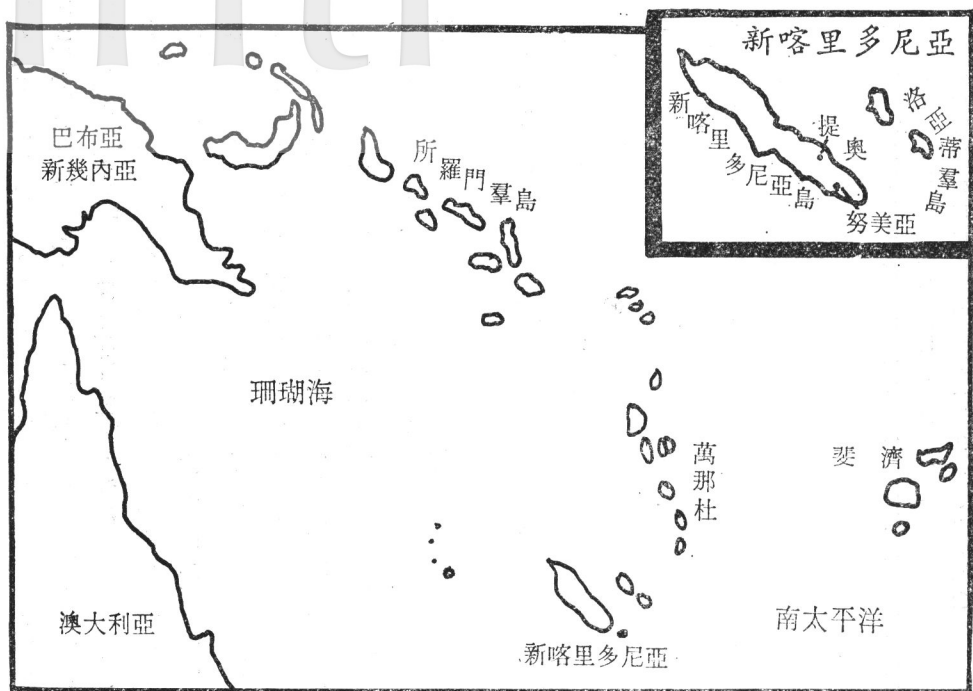 新喀里多尼亞
新喀里多尼亞島
提奧
洛亞蒂羣島
努美亞
巴布亞
新幾內亞
所羅門羣島
珊瑚海
萬那杜
斐濟
澳大利亞
新喀里多尼亞
南太平洋